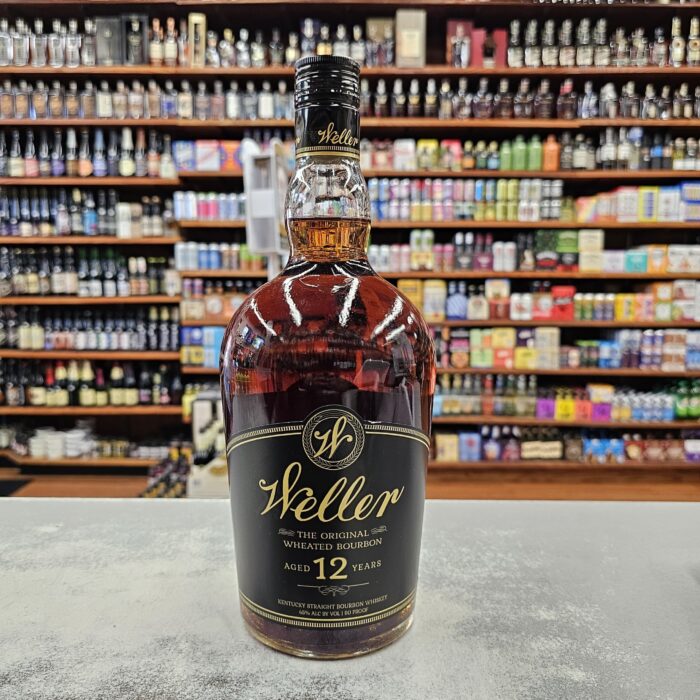 Weller
W
Weller
THE ORIGINAL
WHEATED BOURBON
AGED 12 YEARS
KENTUCKY STRAIGHT BOURBON WHISKEY
45% ALC BY VOL | 90 PROOF